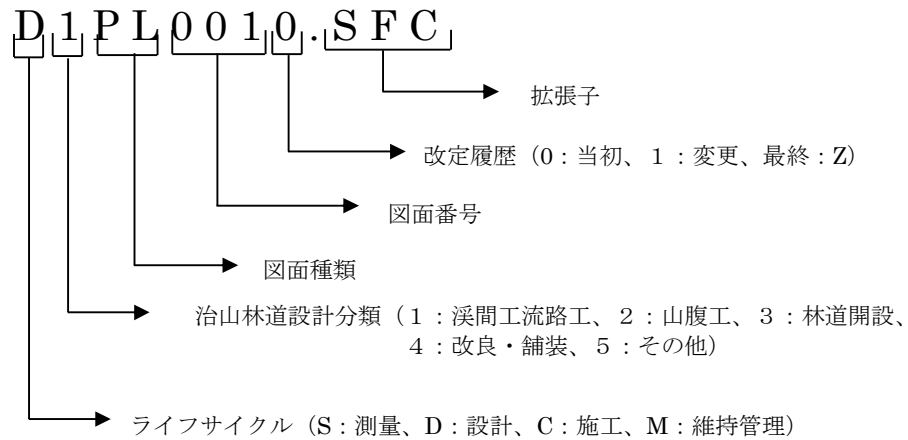 D1PL0010.SFC
拡張子
改定履歴（0：当初、１：変更、最終：Z）
図面番号
図面種類
治山林道設計分類（１：渓間工流路工、２：山腹工、３：林道開設、
４：改良・舗装、５：その他）
ライフサイクル（S：測量、D：設計、C：施工、M：維持管理）